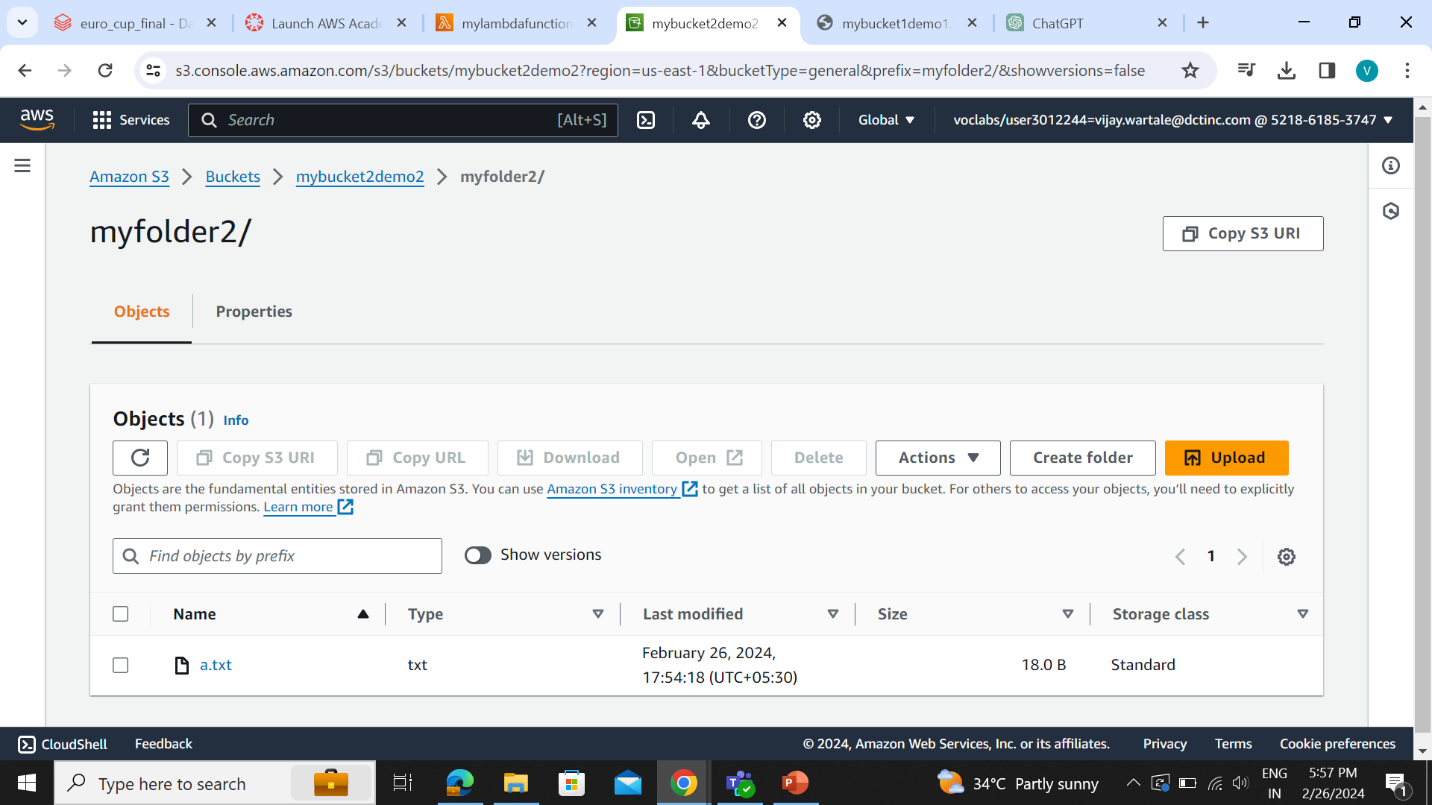 euro_cup_final - Da
Launch AWS Acade
mylambdafunction
mybucket2demo2
mybucket1demo1.
ChatGPT
s3.console.aws.amazon.com/s3/buckets/mybucket2demo2?region=us-east-1&bucketType=general&prefix=myfolder2/&showversions=false
V
aws
Services
Search
[Alt+S]
Global
voclabs/user3012244=vijay.wartale@dctinc.com @ 5218-6185-3747
Amazon S3 > Buckets > mybucket2demo2 > myfolder2/
myfolder2/
Copy S3 URI
Objects
Properties
Objects (1) Info
Copy S3 URI
Copy URL
Download
Open
Delete
Actions
Create folder
Upload
Objects are the fundamental entities stored in Amazon S3. You can use Amazon S3 inventory to get a list of all objects in your bucket. For others to access your objects, you'll need to explicitly
grant them permissions. Learn more
Find objects by prefix
Show versions
1
Name
Type
Last modified
Size
Storage class
a.txt
txt
February 26, 2024,
17:54:18 (UTC+05:30)
18.0 B
Standard
CloudShell
Feedback
© 2024, Amazon Web Services, Inc. or its affiliates.
Privacy
Terms
Cookie preferences
Type here to search
34°C Partly sunny
ENG
IN
5:57 PM
2/26/2024
1